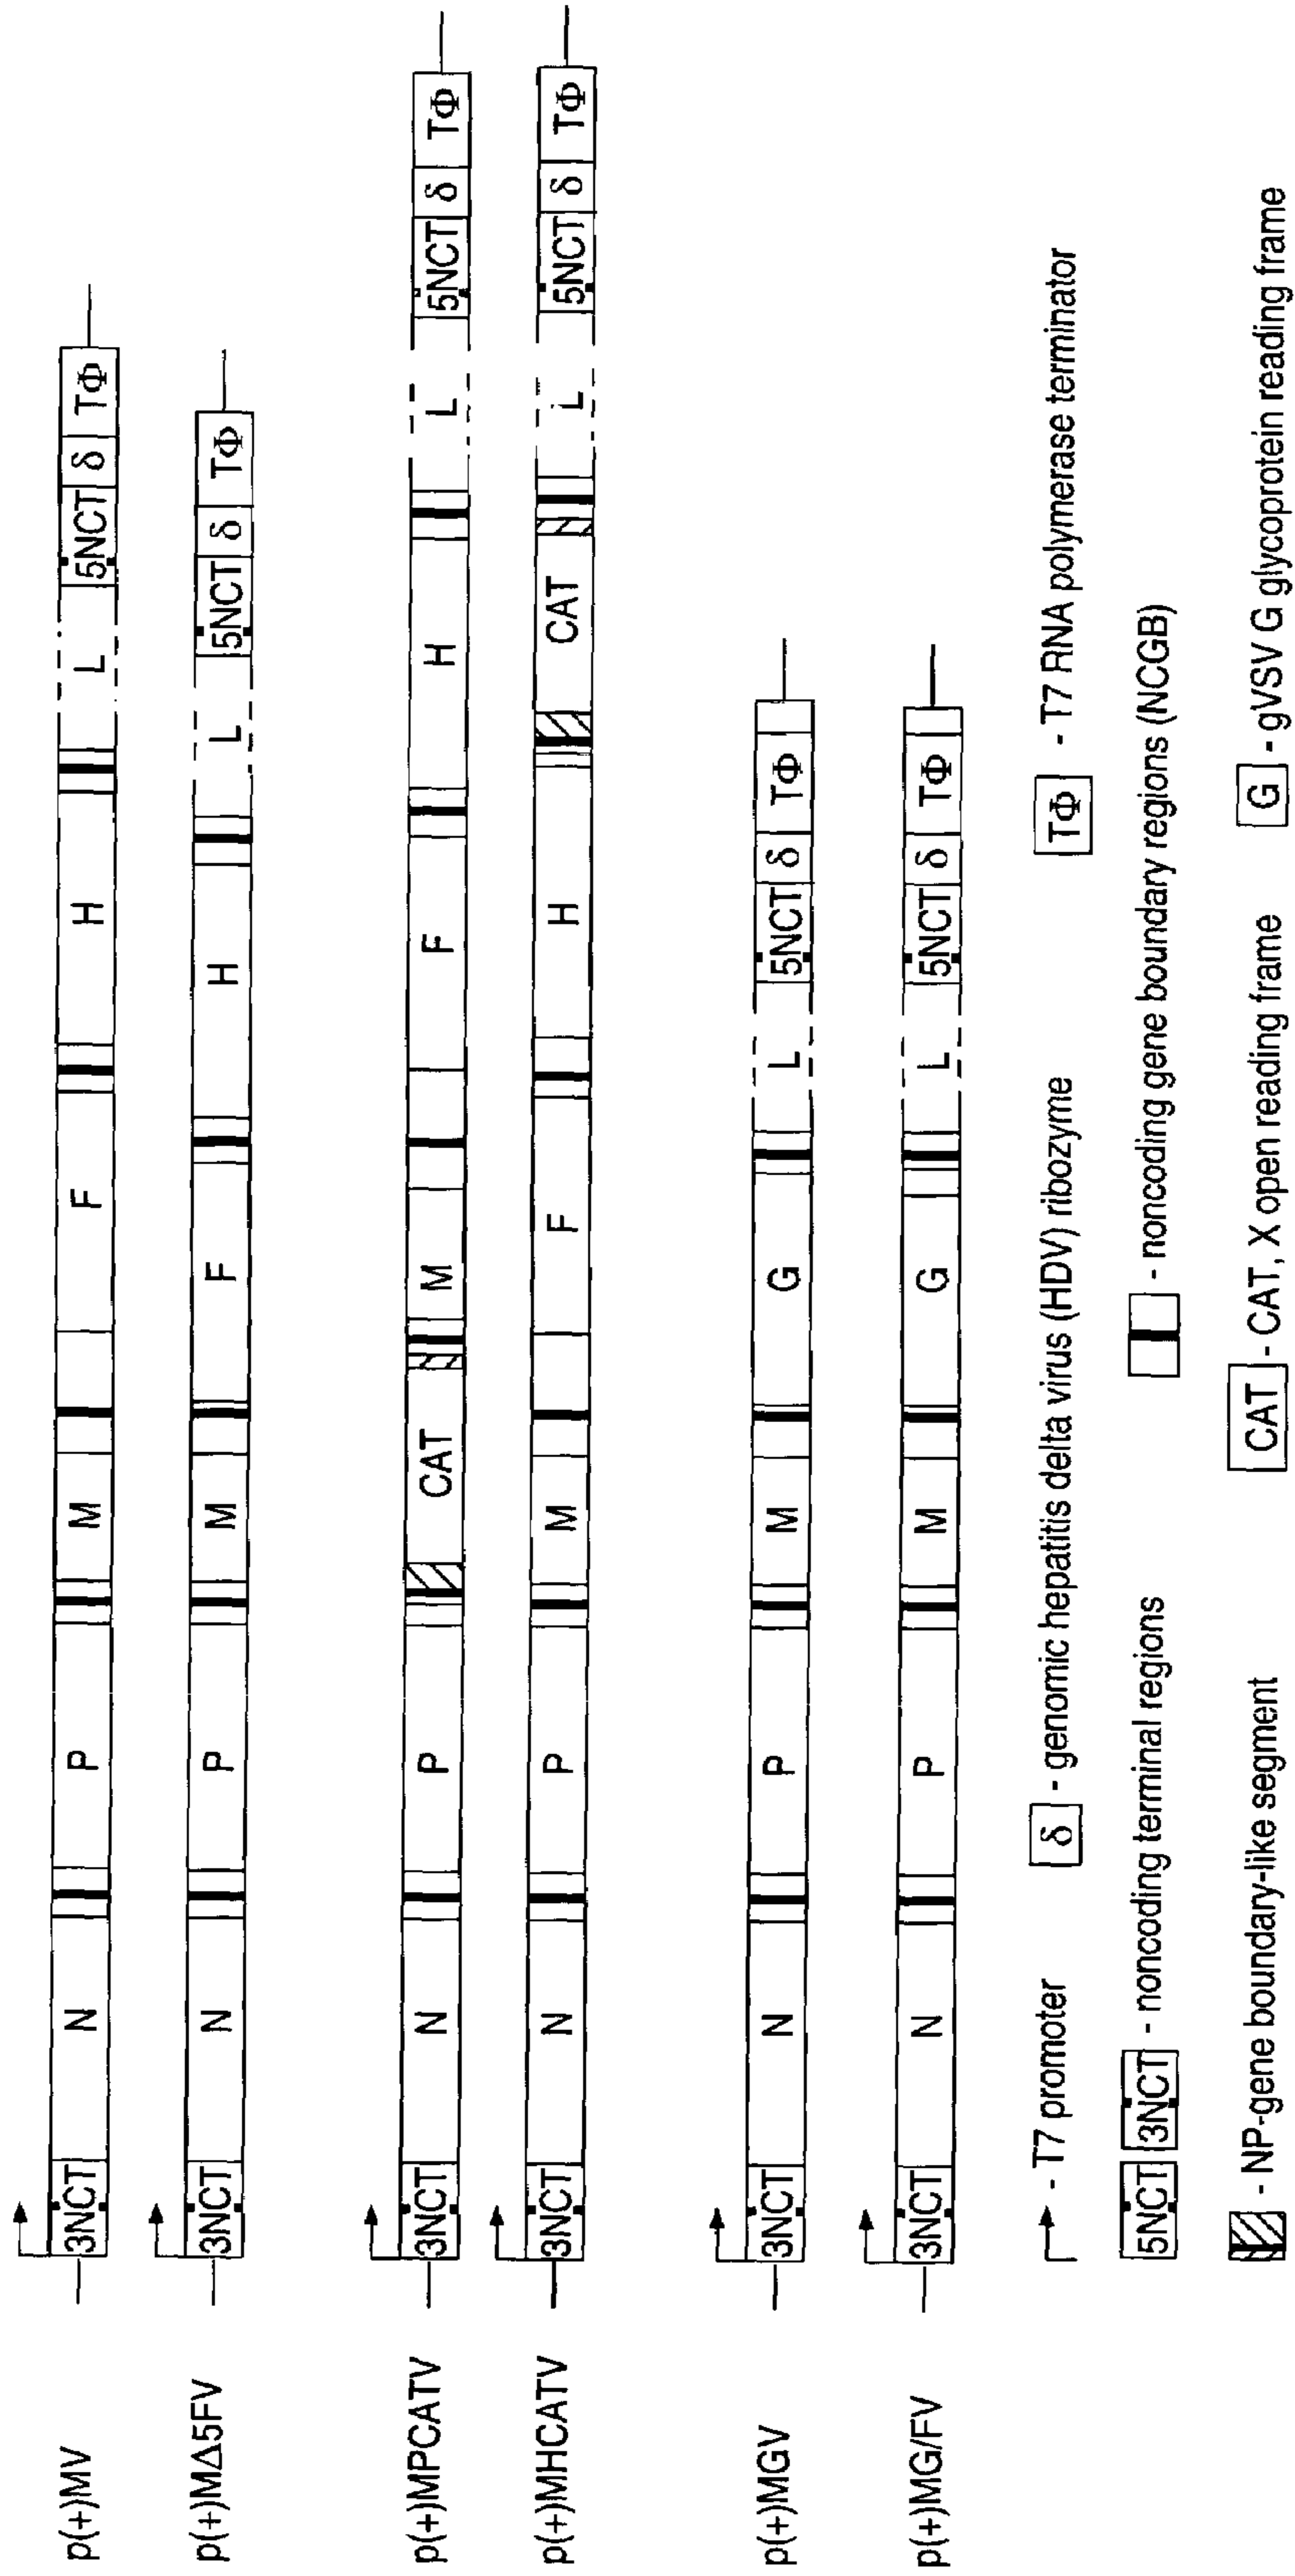 p(+)MV 3NCT N P M F H L 5NCT δ TΦ
p(+)MΔ5FV 3NCT N P M F H L 5NCT δ TΦ
p(+)MPCATV 3NCT N P CAT M F H L 5NCT δ TΦ
p(+)MHCATV 3NCT N P M F H CAT L 5NCT δ TΦ
p(+)MGV 3NCT N P M G L 5NCT δ TΦ
p(+)MG/FV 3NCT N P M G L 5NCT δ TΦ
- T7 promoter δ - genomic hepatitis delta virus (HDV) ribozyme TΦ - T7 RNA polymerase terminator
5NCT 3NCT - noncoding terminal regions - noncoding gene boundary regions (NCGB)
- NP-gene boundary-like segment CAT - CAT, X open reading frame G - gVSV G glycoprotein reading frame